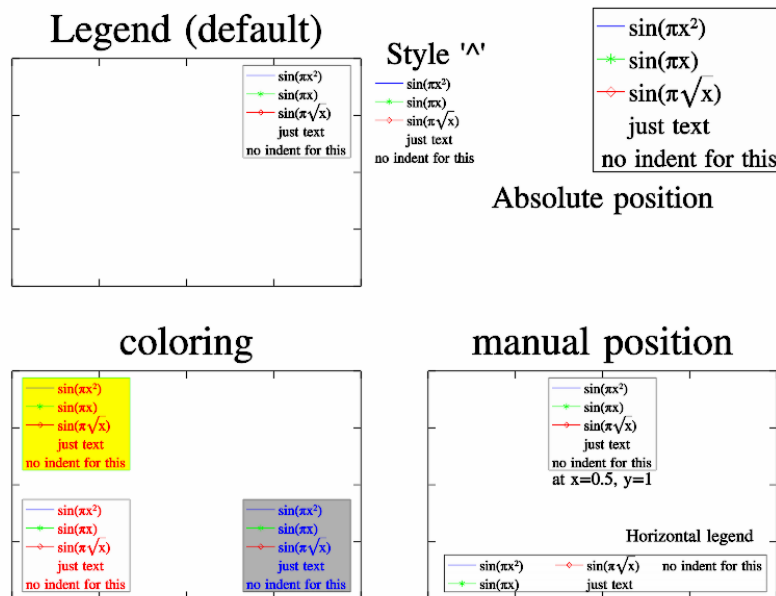 Legend (default)
sin(πx²)
sin(πx)
sin(π√x)
just text
no indent for this
Style '^'
sin(πx²)
sin(πx)
sin(π√x)
just text
no indent for this
sin(πx²)
sin(πx)
sin(π√x)
just text
no indent for this
Absolute position
coloring
sin(πx²)
sin(πx)
sin(π√x)
just text
no indent for this
sin(πx²)
sin(πx)
sin(π√x)
just text
no indent for this
sin(πx²)
sin(πx)
sin(π√x)
just text
no indent for this
manual position
sin(πx²)
sin(πx)
sin(π√x)
just text
no indent for this
at x=0.5, y=1
Horizontal legend
sin(πx²) sin(π√x) no indent for this
sin(πx) just text